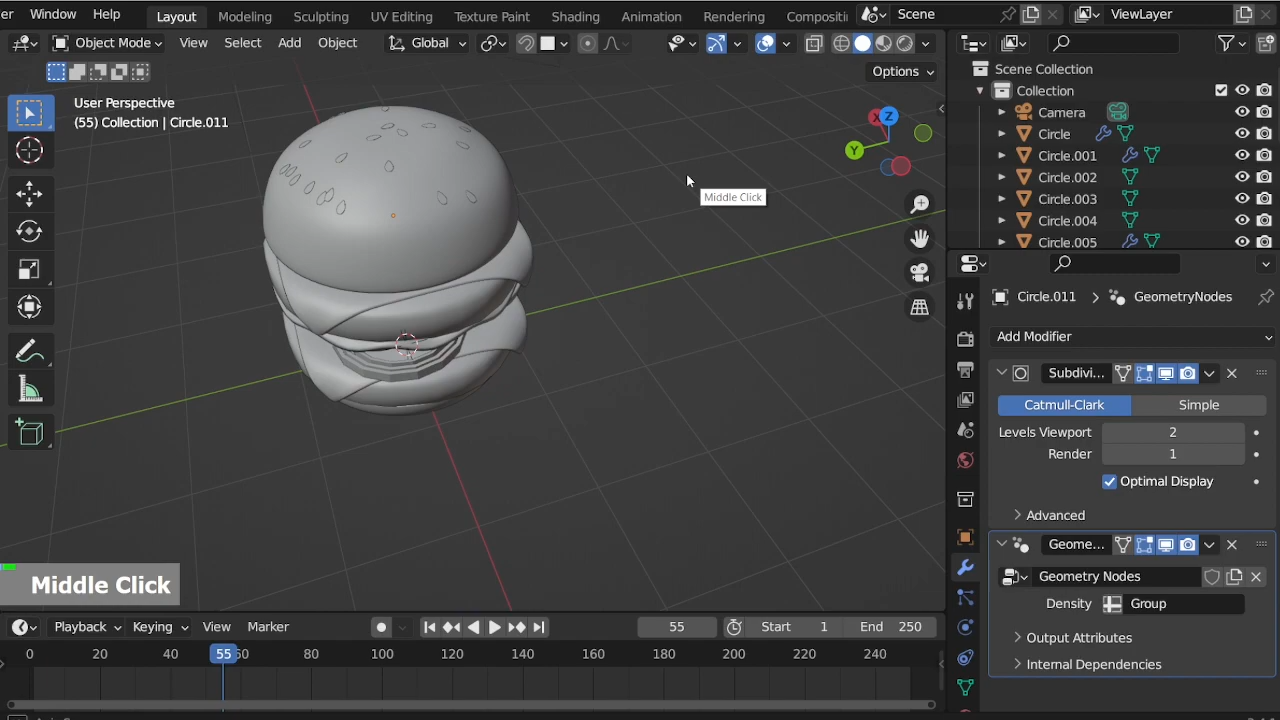 er Window Help Layout Modeling Sculpting UV Editing Texture Paint Shading Animation Rendering Compositi Scene ViewLayer
Object Mode View Select Add Object Global
Options
User Perspective
(55) Collection | Circle.011
X Z Y
Middle Click
Scene Collection
Collection
Camera
Circle
Circle.001
Circle.002
Circle.003
Circle.004
Circle.005
Circle.011 > GeometryNodes
Add Modifier
Subdivi...
Catmull-Clark Simple
Levels Viewport 2
Render 1
Optimal Display
Advanced
Geome...
Geometry Nodes
Density Group
Output Attributes
Internal Dependencies
Middle Click
Playback Keying View Marker 55 Start 1 End 250
0 20 40 55 60 80 100 120 140 160 180 200 220 240